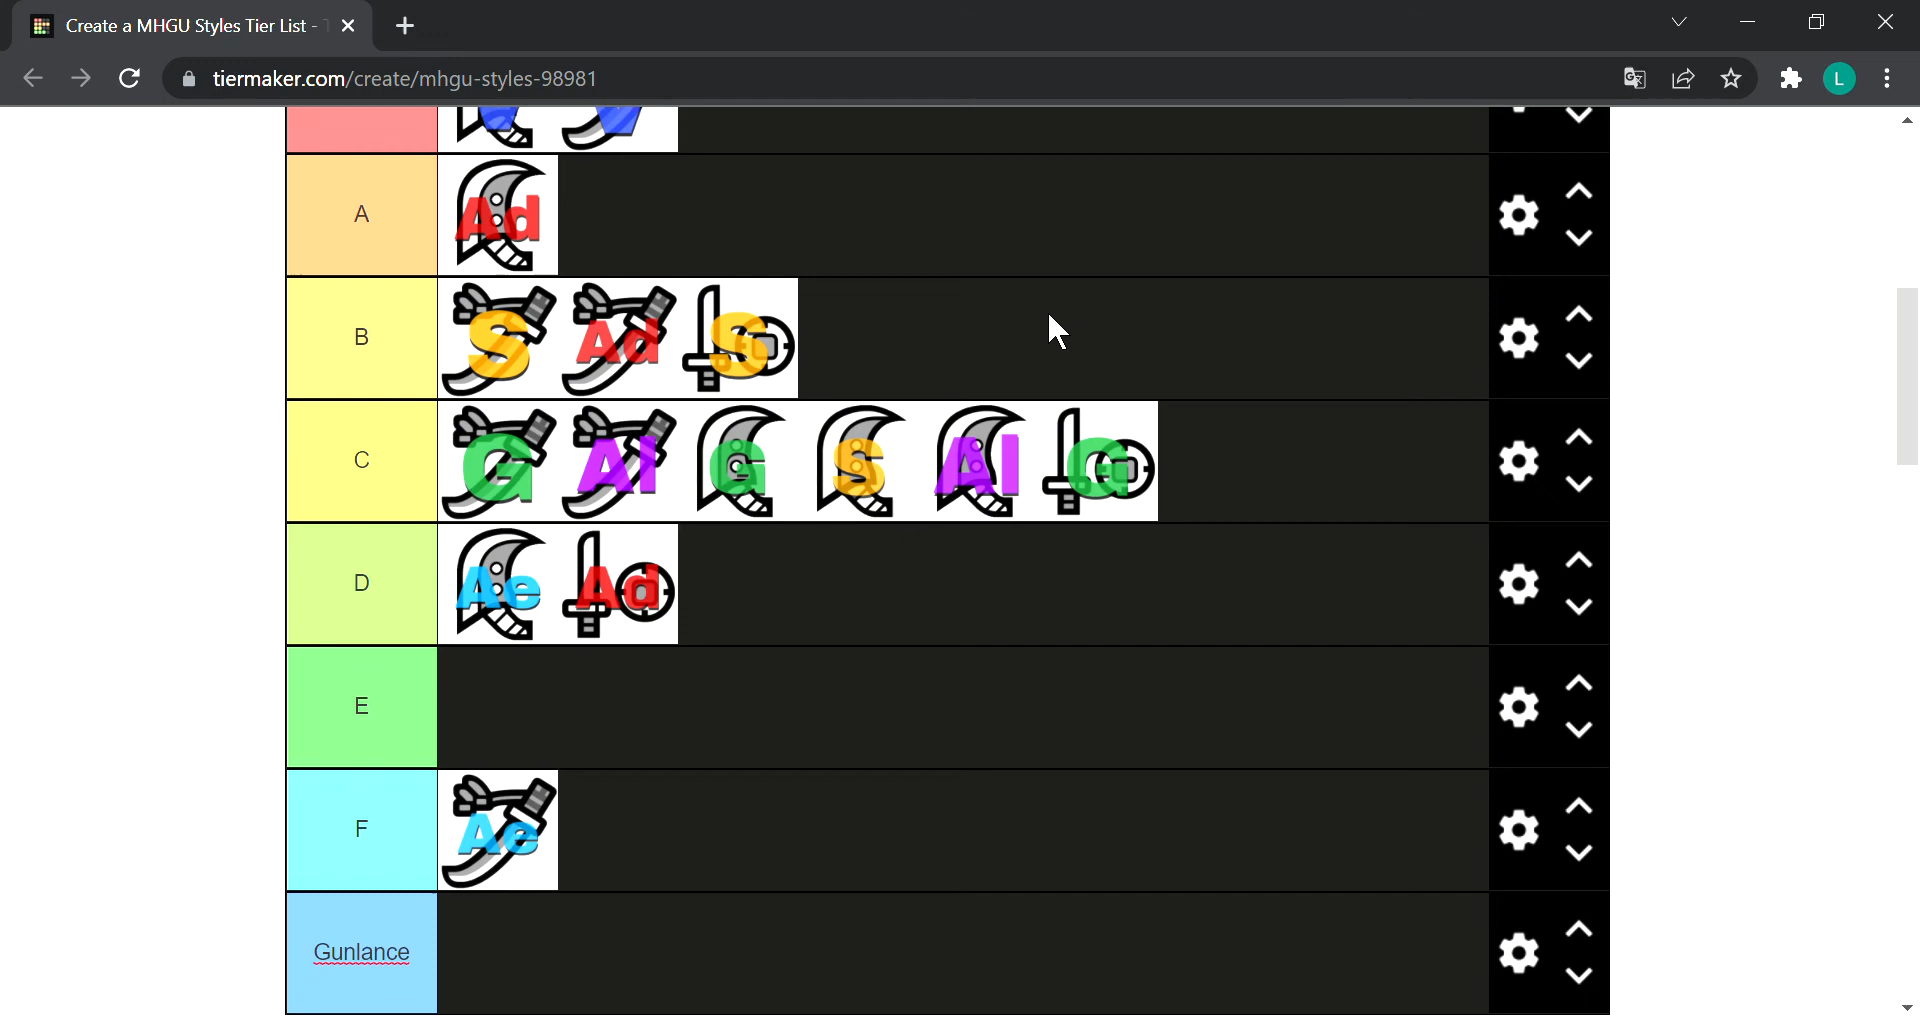 Create a MHGU Styles Tier List -
tiermaker.com/create/mhgu-styles-98981
L
V V
A
Ad
B
S Ad S
C
G Al G S Al G
D
Ae Ad
E
F
Ae
Gunlance